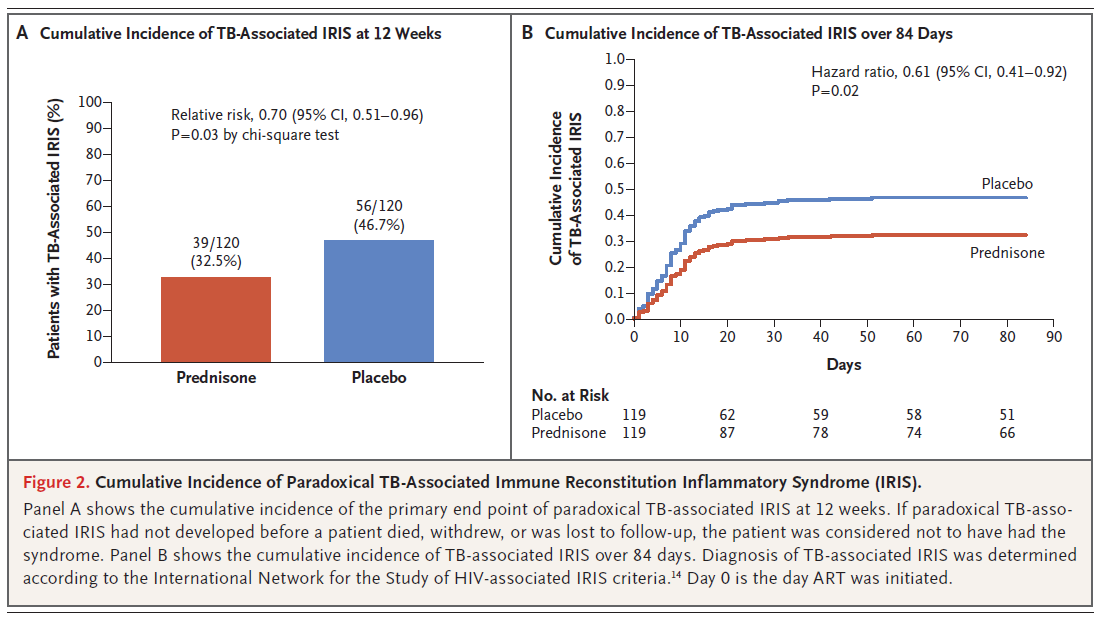 A Cumulative Incidence of TB-Associated IRIS at 12 Weeks
Patients with TB-Associated IRIS (%)
100
90
80
70
60
50
40
30
20
10
0
Relative risk, 0.70 (95% CI, 0.51–0.96)
P=0.03 by chi-square test
39/120
(32.5%)
56/120
(46.7%)
Prednisone
Placebo
B Cumulative Incidence of TB-Associated IRIS over 84 Days
Cumulative Incidence
of TB-Associated IRIS
1.0
0.9
0.8
0.7
0.6
0.5
0.4
0.3
0.2
0.1
0.0
Hazard ratio, 0.61 (95% CI, 0.41–0.92)
P=0.02
Placebo
Prednisone
0 10 20 30 40 50 60 70 80 90
Days
No. at Risk
Placebo 119 62 59 58 51
Prednisone 119 87 78 74 66
Figure 2. Cumulative Incidence of Paradoxical TB-Associated Immune Reconstitution Inflammatory Syndrome (IRIS).
Panel A shows the cumulative incidence of the primary end point of paradoxical TB-associated IRIS at 12 weeks. If paradoxical TB-asso-
ciated IRIS had not developed before a patient died, withdrew, or was lost to follow-up, the patient was considered not to have had the
syndrome. Panel B shows the cumulative incidence of TB-associated IRIS over 84 days. Diagnosis of TB-associated IRIS was determined
according to the International Network for the Study of HIV-associated IRIS criteria.¹⁴ Day 0 is the day ART was initiated.